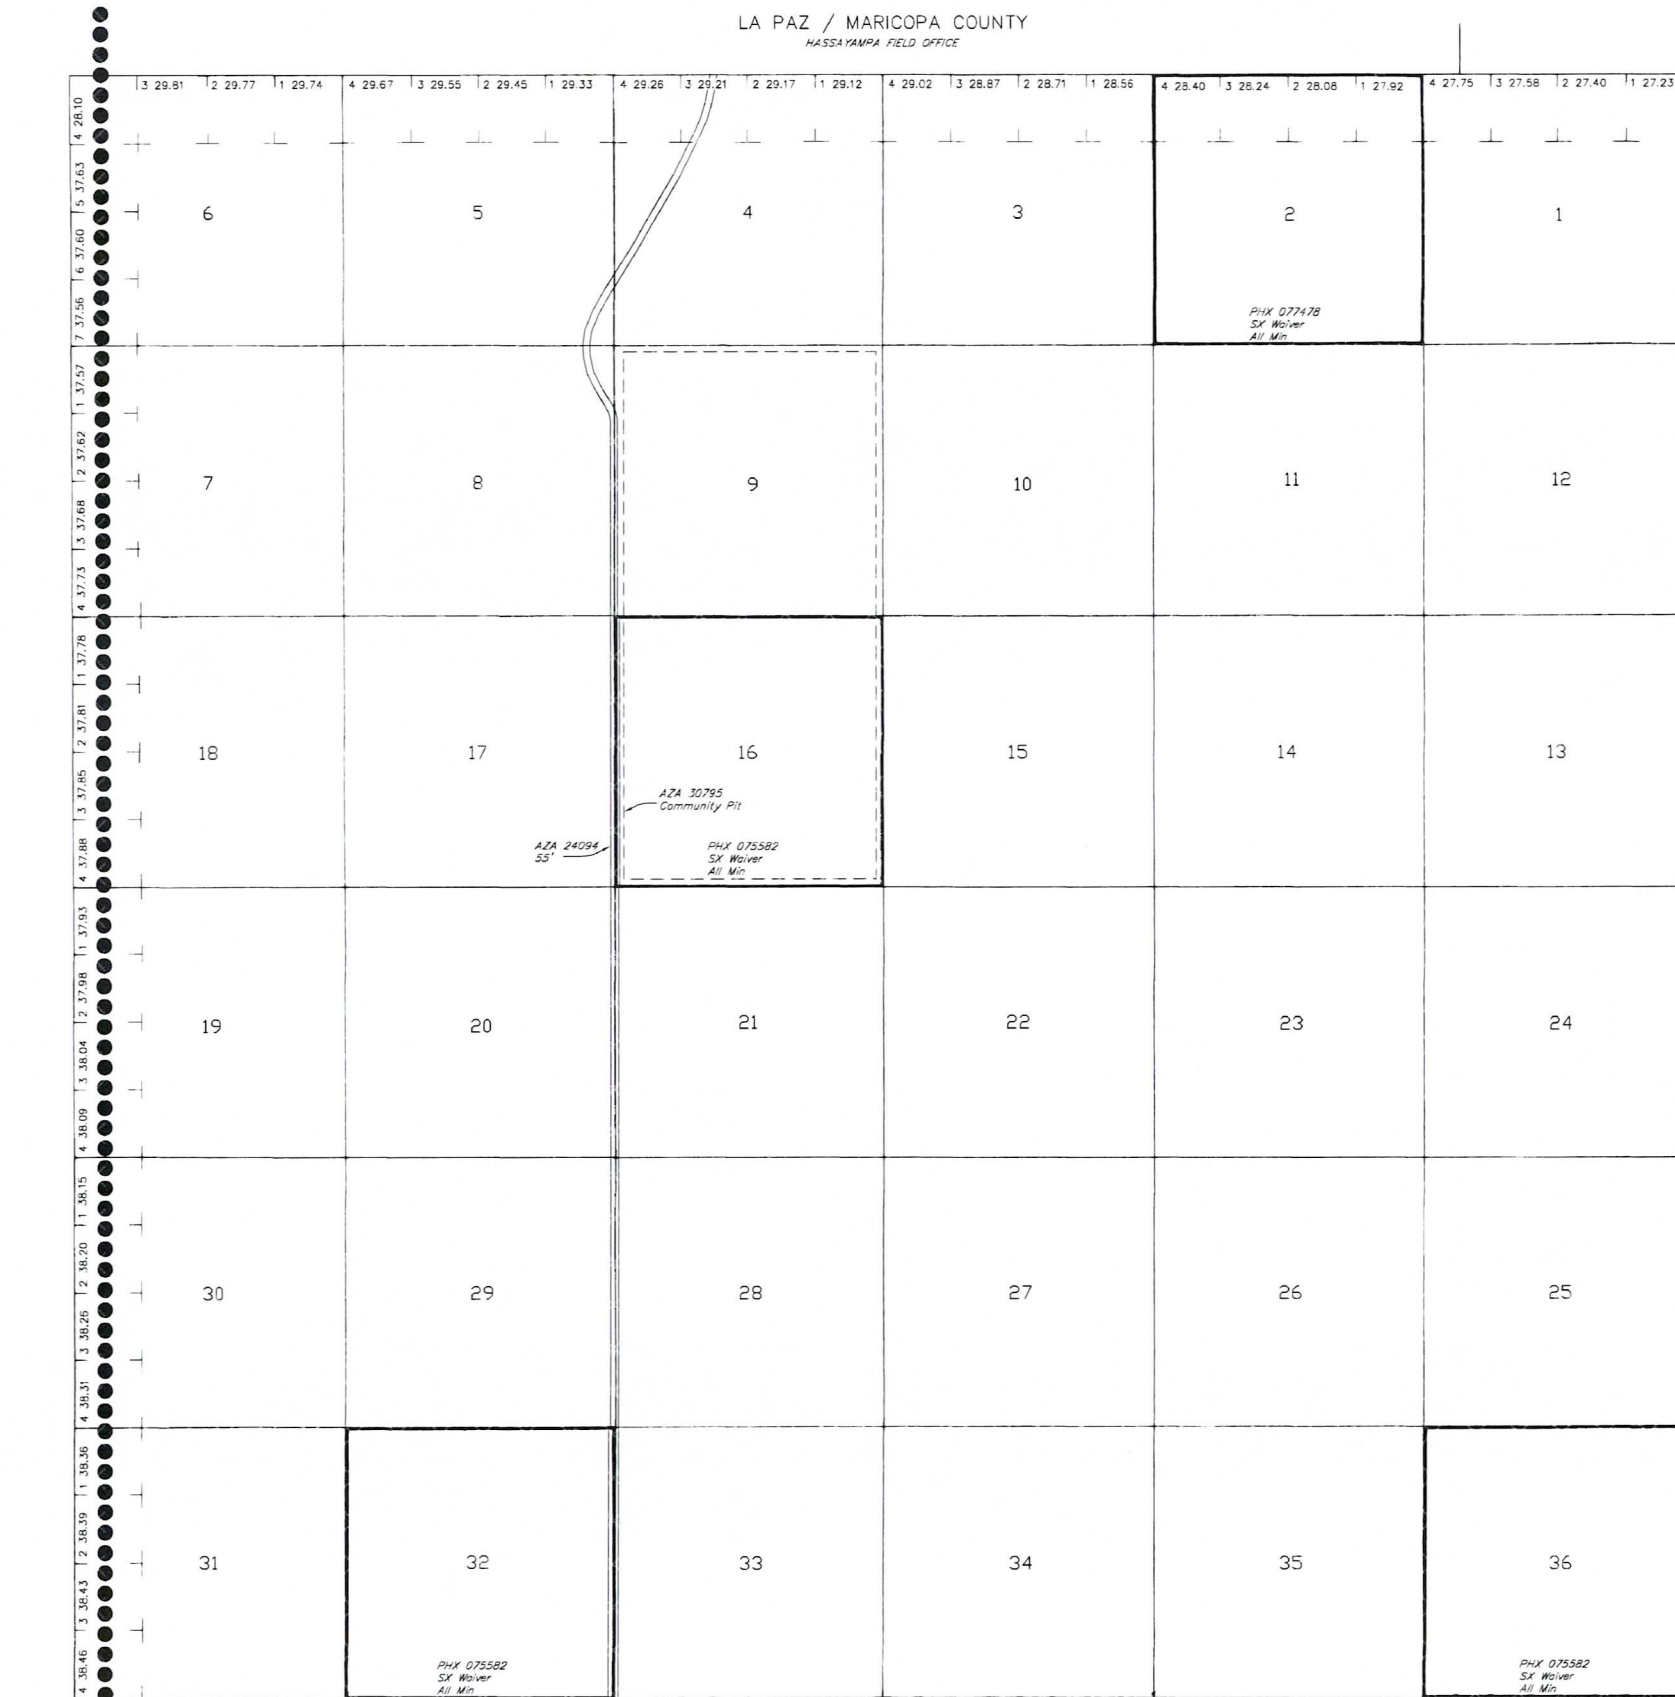 LA PAZ / MARICOPA COUNTY
HASSAYAMPA FIELD OFFICE
3 29.81 2 29.77 1 29.74 4 29.67 3 29.55 2 29.45 1 29.33 4 29.26 3 29.21 2 29.17 1 29.12 4 29.02 3 28.87 2 28.71 1 28.56 4 28.40 3 28.24 2 28.08 1 27.92 4 27.75 3 27.58 2 27.40 1 27.23
4 28.10
5 37.63
6 37.60
7 37.56
6 5 4 3 2 1
PHX 077478
SX Waiver
All Min
1 37.57
2 37.62
3 37.68
4 37.73
7 8 9 10 11 12
1 37.78
2 37.81
3 37.85
4 37.88
18 17 16 15 14 13
AZA 30795
Community Pit
AZA 24094
55'
PHX 075582
SX Waiver
All Min
1 37.93
2 37.98
3 38.04
4 38.09
19 20 21 22 23 24
1 38.15
2 38.20
3 38.26
4 38.31
30 29 28 27 26 25
1 38.36
2 38.39
3 38.43
4 38.46
31 32 33 34 35 36
PHX 075582
SX Waiver
All Min
PHX 075582
SX Waiver
All Min